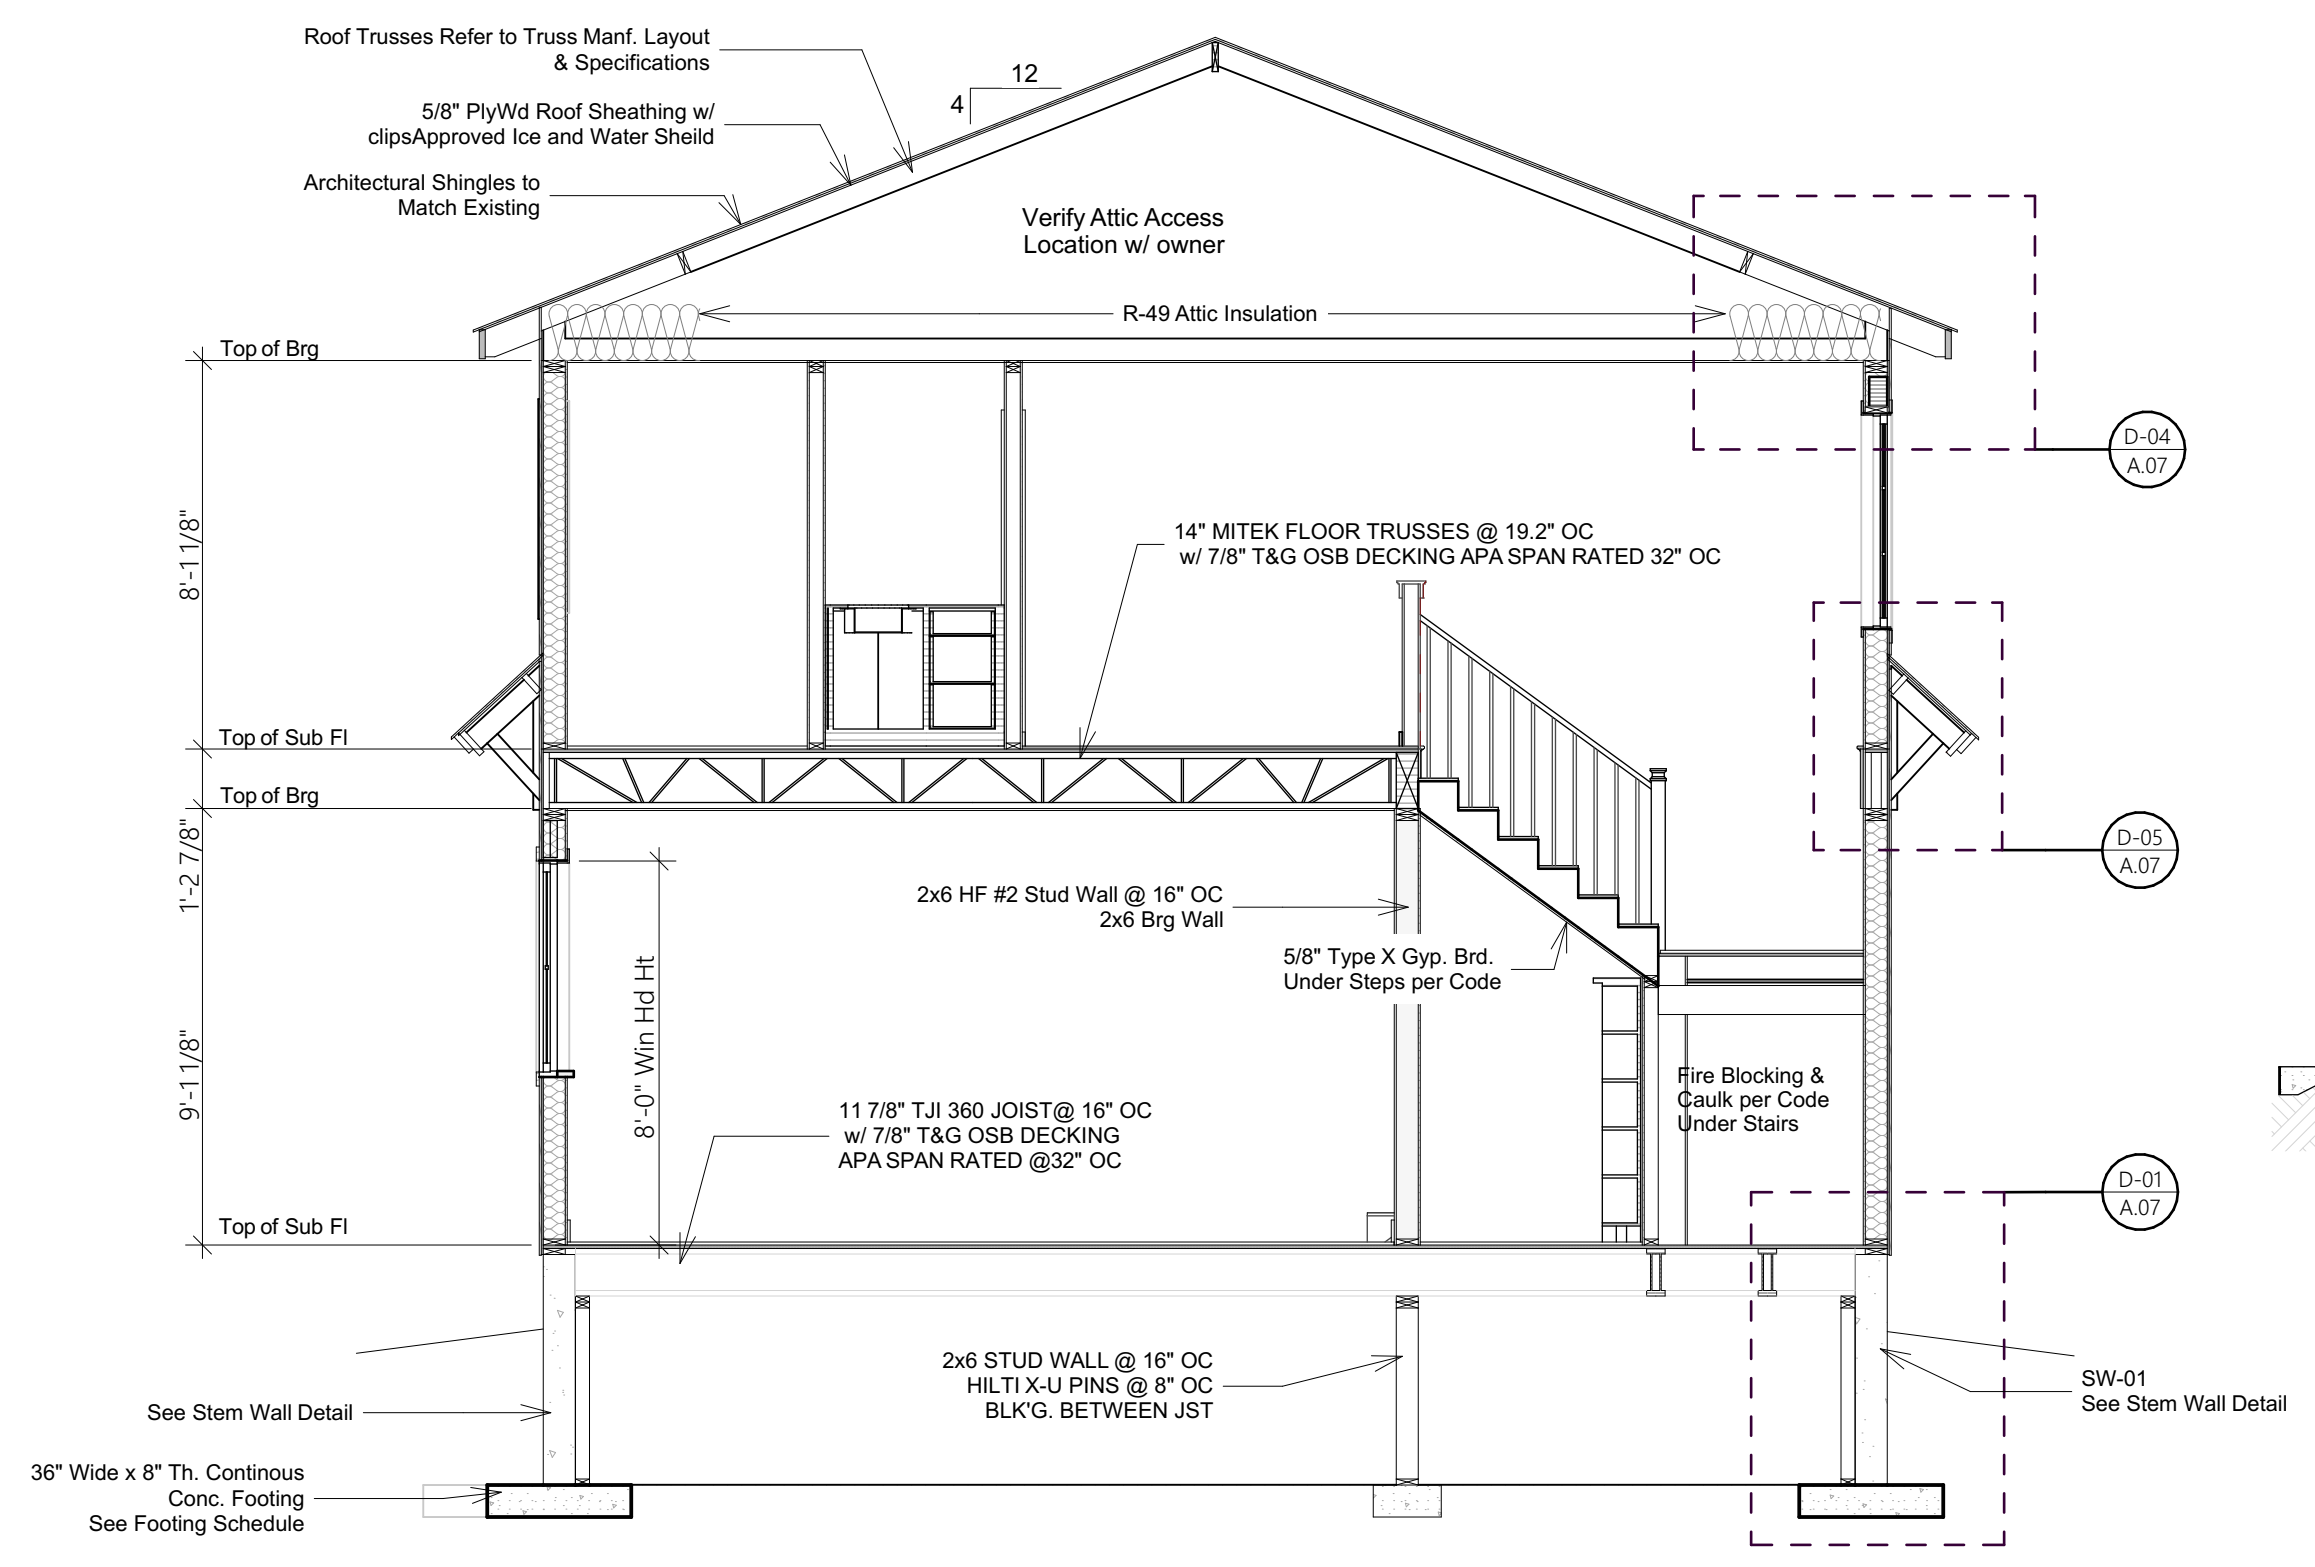 Roof Trusses Refer to Truss Manf. Layout
& Specifications
12
4
5/8" PlyWd Roof Sheathing w/
clipsApproved Ice and Water Sheild
Architectural Shingles to
Match Existing
Verify Attic Access
Location w/ owner
R-49 Attic Insulation
Top of Brg
D-04
A.07
8'-1 1/8"
14" MITEK FLOOR TRUSSES @ 19.2" OC
w/ 7/8" T&G OSB DECKING APA SPAN RATED 32" OC
Top of Sub Fl
Top of Brg
1'-2 7/8"
D-05
A.07
2x6 HF #2 Stud Wall @ 16" OC
2x6 Brg Wall
5/8" Type X Gyp. Brd.
Under Steps per Code
8'-0" Win Hd Ht
9'-1 1/8"
Fire Blocking &
Caulk per Code
Under Stairs
11 7/8" TJI 360 JOIST@ 16" OC
w/ 7/8" T&G OSB DECKING
APA SPAN RATED @32" OC
D-01
A.07
Top of Sub Fl
2x6 STUD WALL @ 16" OC
HILTI X-U PINS @ 8" OC
BLK'G. BETWEEN JST
SW-01
See Stem Wall Detail
See Stem Wall Detail
36" Wide x 8" Th. Continous
Conc. Footing
See Footing Schedule